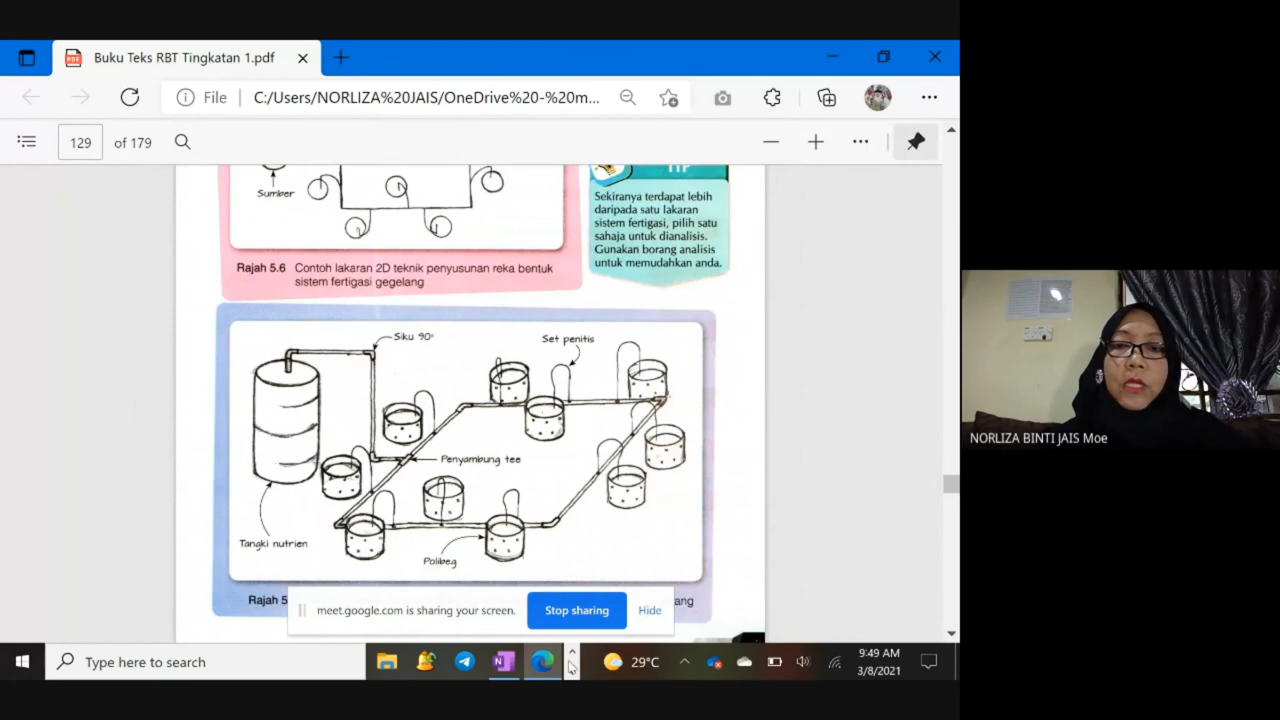 Buku Teks RBT Tingkatan 1.pdf
File
C:/Users/NORLIZA%20JAIS/OneDrive%20-%20m...
129
of 179
Sumber
Rajah 5.6 Contoh lakaran 2D teknik penyusunan reka bentuk
sistem fertigasi gegelang
TIP
Sekiranya terdapat lebih
daripada satu lakaran
sistem fertigasi, pilih satu
sahaja untuk dianalisis.
Gunakan borang analisis
untuk memudahkan anda.
Siku 90°
Set penitis
Penyambung tee
Tangki nutrien
Polibeg
Rajah 5
ang
meet.google.com is sharing your screen.
Stop sharing
Hide
NORLIZA BINTI JAIS Moe
Type here to search
29°C
9:49 AM
3/8/2021